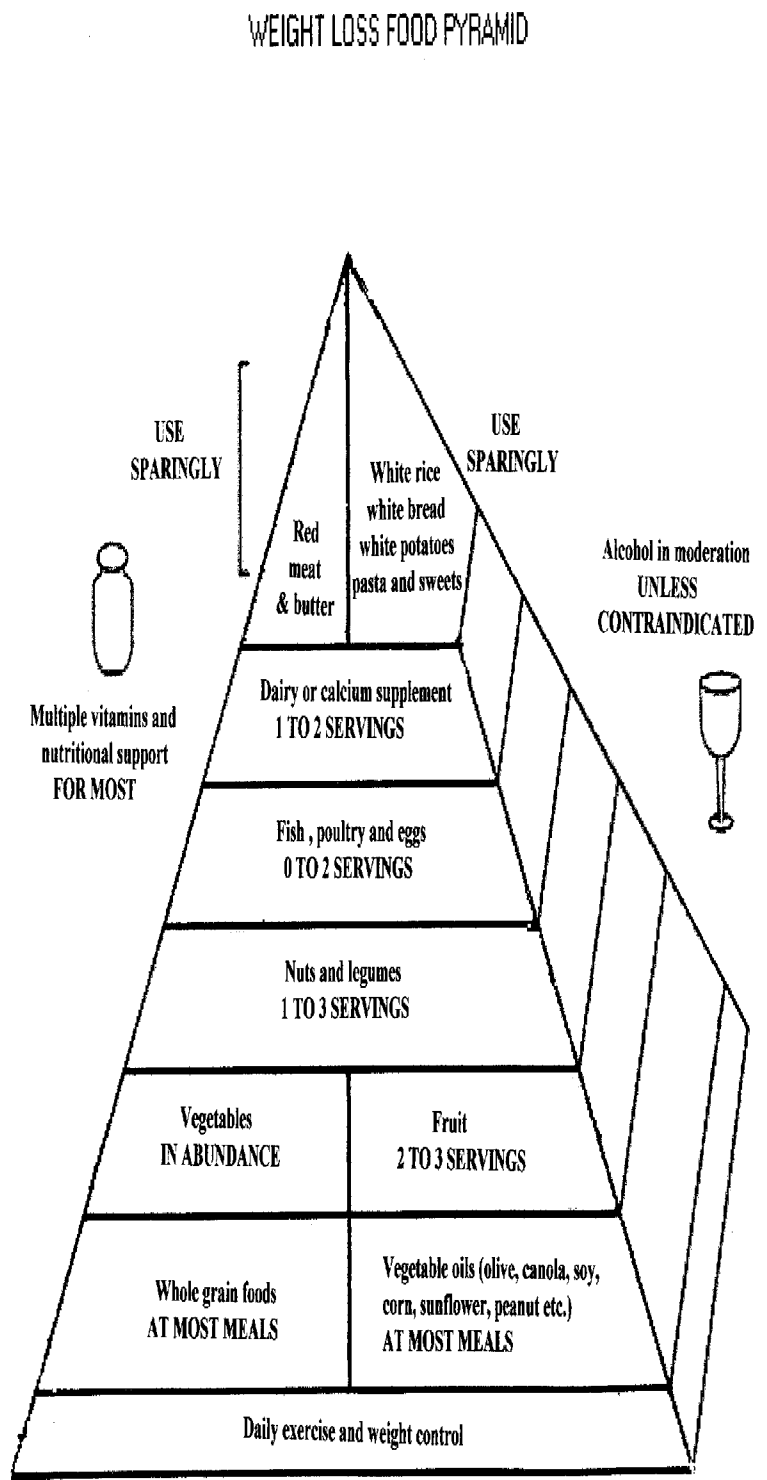 WEIGHT LOSS FOOD PYRAMID
USE
SPARINGLY
USE
SPARINGLY
Red
meat
& butter
White rice
white bread
white potatoes
pasta and sweets
Alcohol in moderation
UNLESS
CONTRAINDICATED
Multiple vitamins and
nutritional support
FOR MOST
Dairy or calcium supplement
1 TO 2 SERVINGS
Fish , poultry and eggs
0 TO 2 SERVINGS
Nuts and legumes
1 TO 3 SERVINGS
Vegetables
IN ABUNDANCE
Fruit
2 TO 3 SERVINGS
Whole grain foods
AT MOST MEALS
Vegetable oils (olive, canola, soy,
corn, sunflower, peanut etc.)
AT MOST MEALS
Daily exercise and weight control